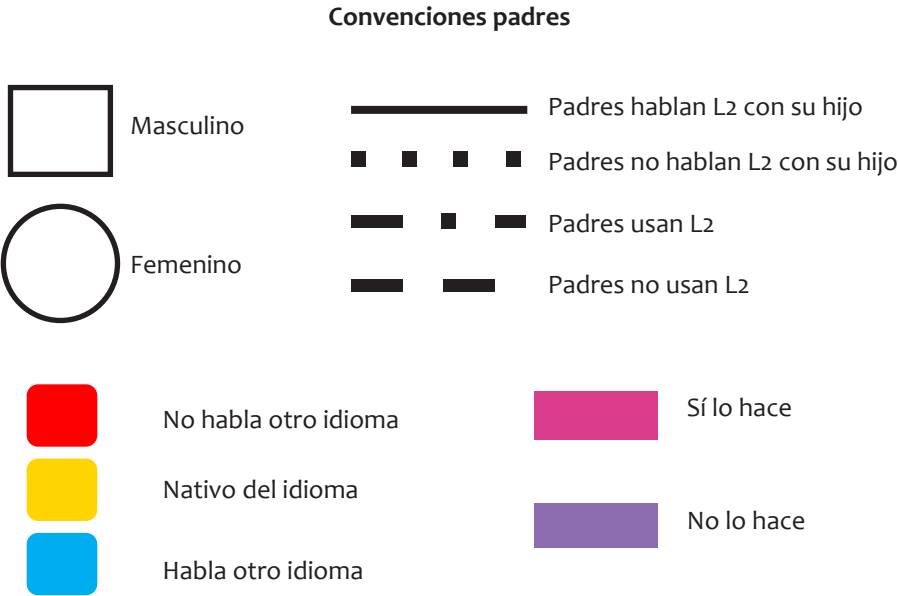 Convenciones padres
Masculino
Padres hablan L2 con su hijo
Padres no hablan L2 con su hijo
Padres usan L2
Femenino
Padres no usan L2
No habla otro idioma
Sí lo hace
Nativo del idioma
No lo hace
Habla otro idioma